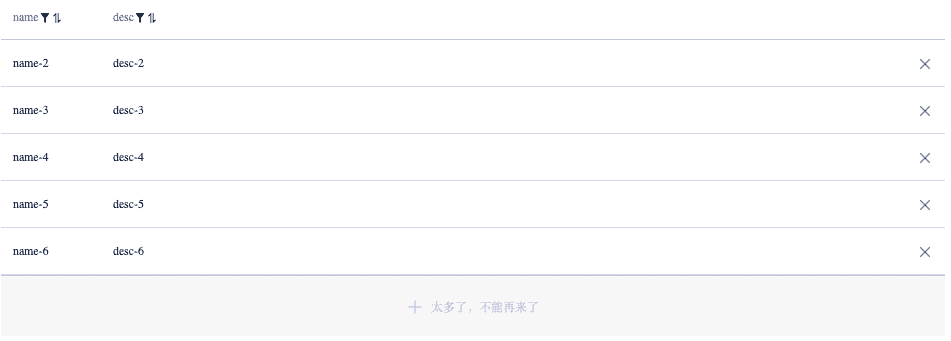 name desc
name-2 desc-2
name-3 desc-3
name-4 desc-4
name-5 desc-5
name-6 desc-6
太多了，不能再来了